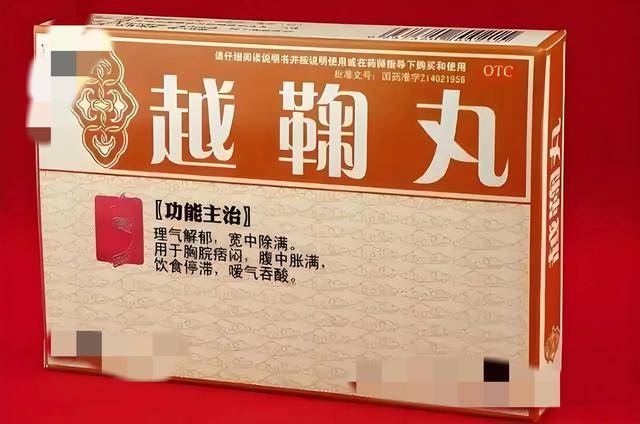 请仔细阅读说明书并按说明使用或在药师指导下购买和使用
批准文号：国药准字Z14021956
OTC
越鞠丸
【功能主治】
理气解郁，宽中除满。
用于胸脘痞闷，腹中胀满，
饮食停滞，嗳气吞酸。
越鞠丸